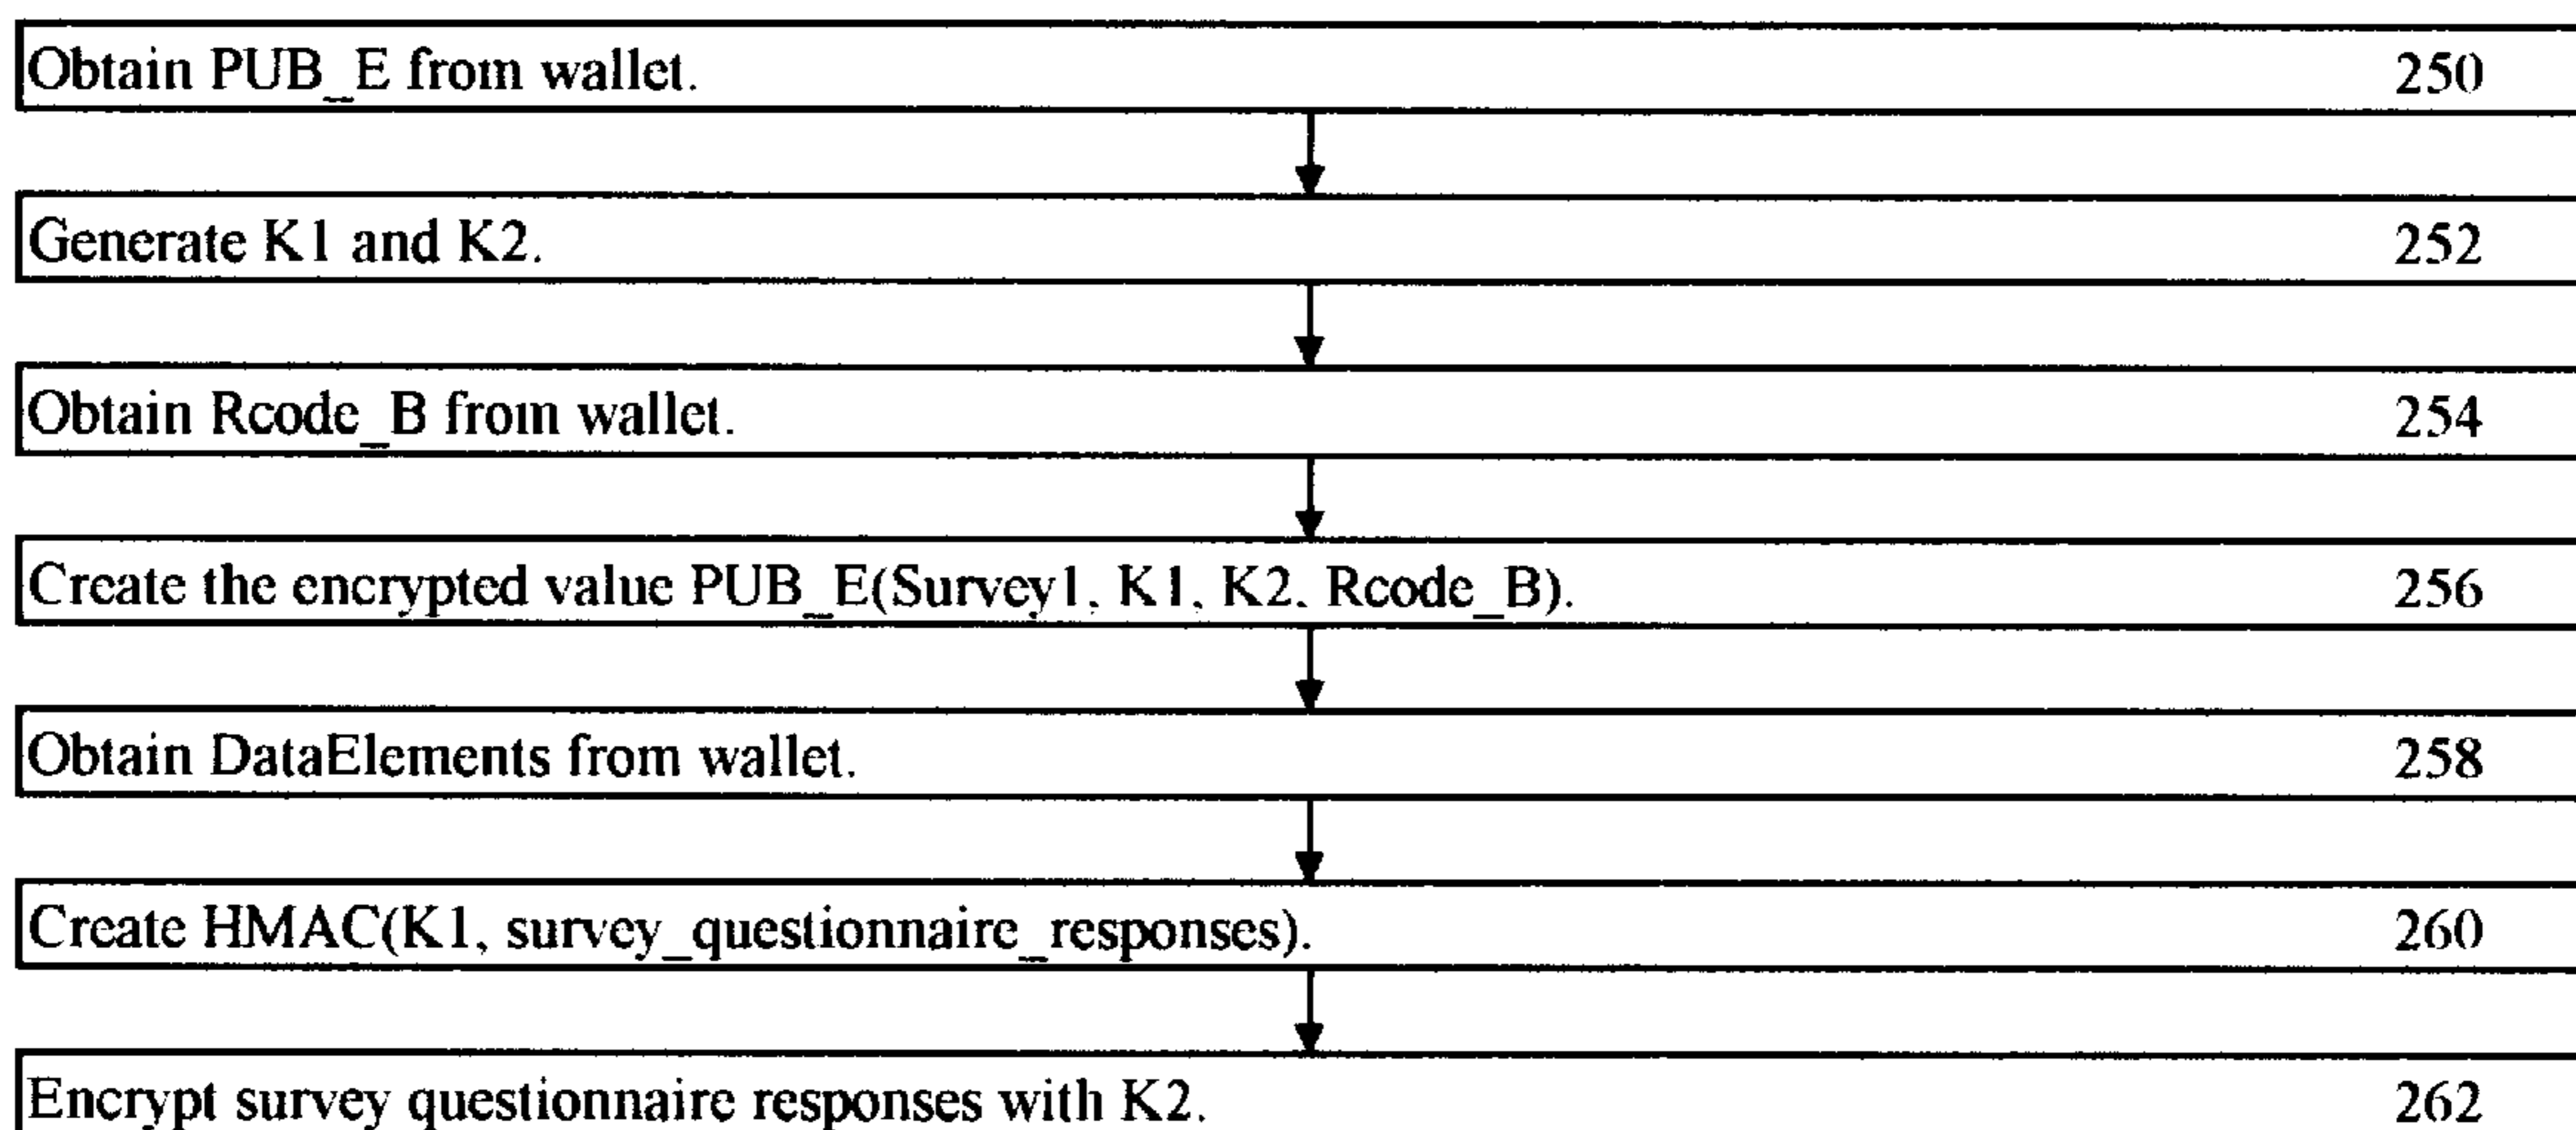 Obtain PUB_E from wallet. 250
Generate K1 and K2. 252
Obtain Rcode_B from wallet. 254
Create the encrypted value PUB_E(Survey1, K1, K2, Rcode_B). 256
Obtain DataElements from wallet. 258
Create HMAC(K1, survey_questionnaire_responses). 260
Encrypt survey questionnaire responses with K2. 262